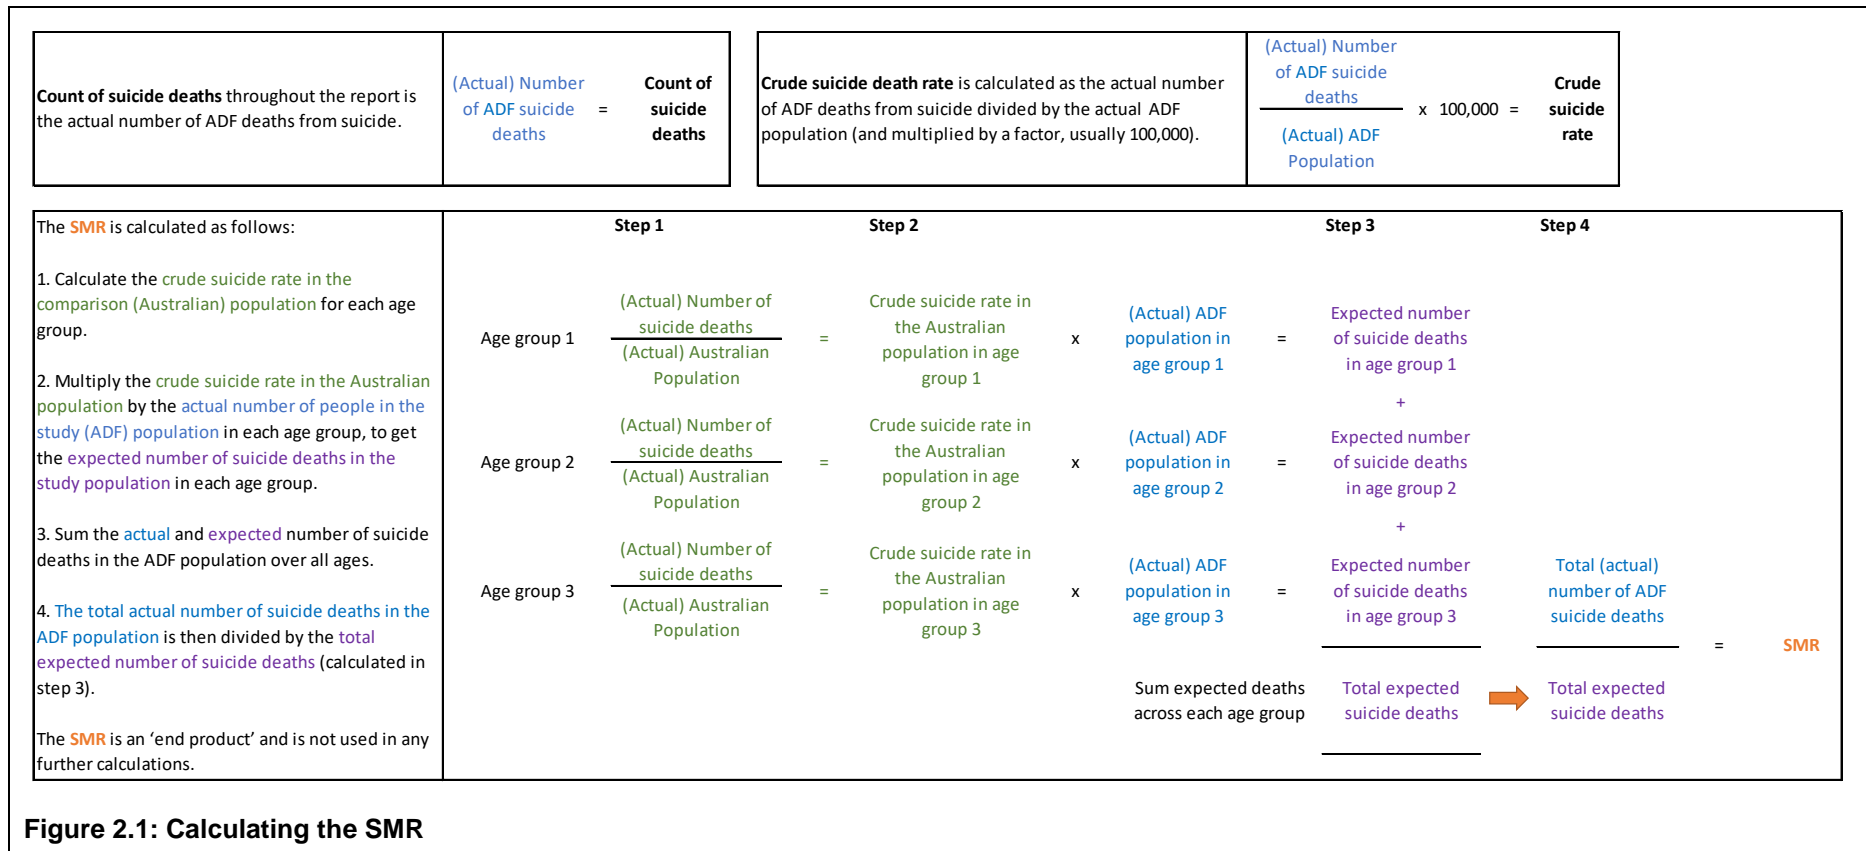 Count of suicide deaths throughout the report is
the actual number of ADF deaths from suicide.
(Actual) Number
of ADF suicide
deaths
=
Count of
suicide
deaths
Crude suicide death rate is calculated as the actual number
of ADF deaths from suicide divided by the actual ADF
population (and multiplied by a factor, usually 100,000).
(Actual) Number
of ADF suicide
deaths
(Actual) ADF
Population
x 100,000 =
Crude
suicide
rate
The SMR is calculated as follows:
1. Calculate the crude suicide rate in the
comparison (Australian) population for each age
group.
2. Multiply the crude suicide rate in the Australian
population by the actual number of people in the
study (ADF) population in each age group, to get
the expected number of suicide deaths in the
study population in each age group.
3. Sum the actual and expected number of suicide
deaths in the ADF population over all ages.
4. The total actual number of suicide deaths in the
ADF population is then divided by the total
expected number of suicide deaths (calculated in
step 3).
The SMR is an ‘end product’ and is not used in any
further calculations.
Step 1
Step 2
Step 3
Step 4
Age group 1
(Actual) Number of
suicide deaths
(Actual) Australian
Population
=
Crude suicide rate in
the Australian
population in age
group 1
x
(Actual) ADF
population in
age group 1
=
Expected number
of suicide deaths
in age group 1
+
Age group 2
(Actual) Number of
suicide deaths
(Actual) Australian
Population
=
Crude suicide rate in
the Australian
population in age
group 2
x
(Actual) ADF
population in
age group 2
=
Expected number
of suicide deaths
in age group 2
+
Age group 3
(Actual) Number of
suicide deaths
(Actual) Australian
Population
=
Crude suicide rate in
the Australian
population in age
group 3
x
(Actual) ADF
population in
age group 3
=
Expected number
of suicide deaths
in age group 3
Total (actual)
number of ADF
suicide deaths
=
SMR
Sum expected deaths
across each age group
Total expected
suicide deaths
Total expected
suicide deaths
Figure 2.1: Calculating the SMR